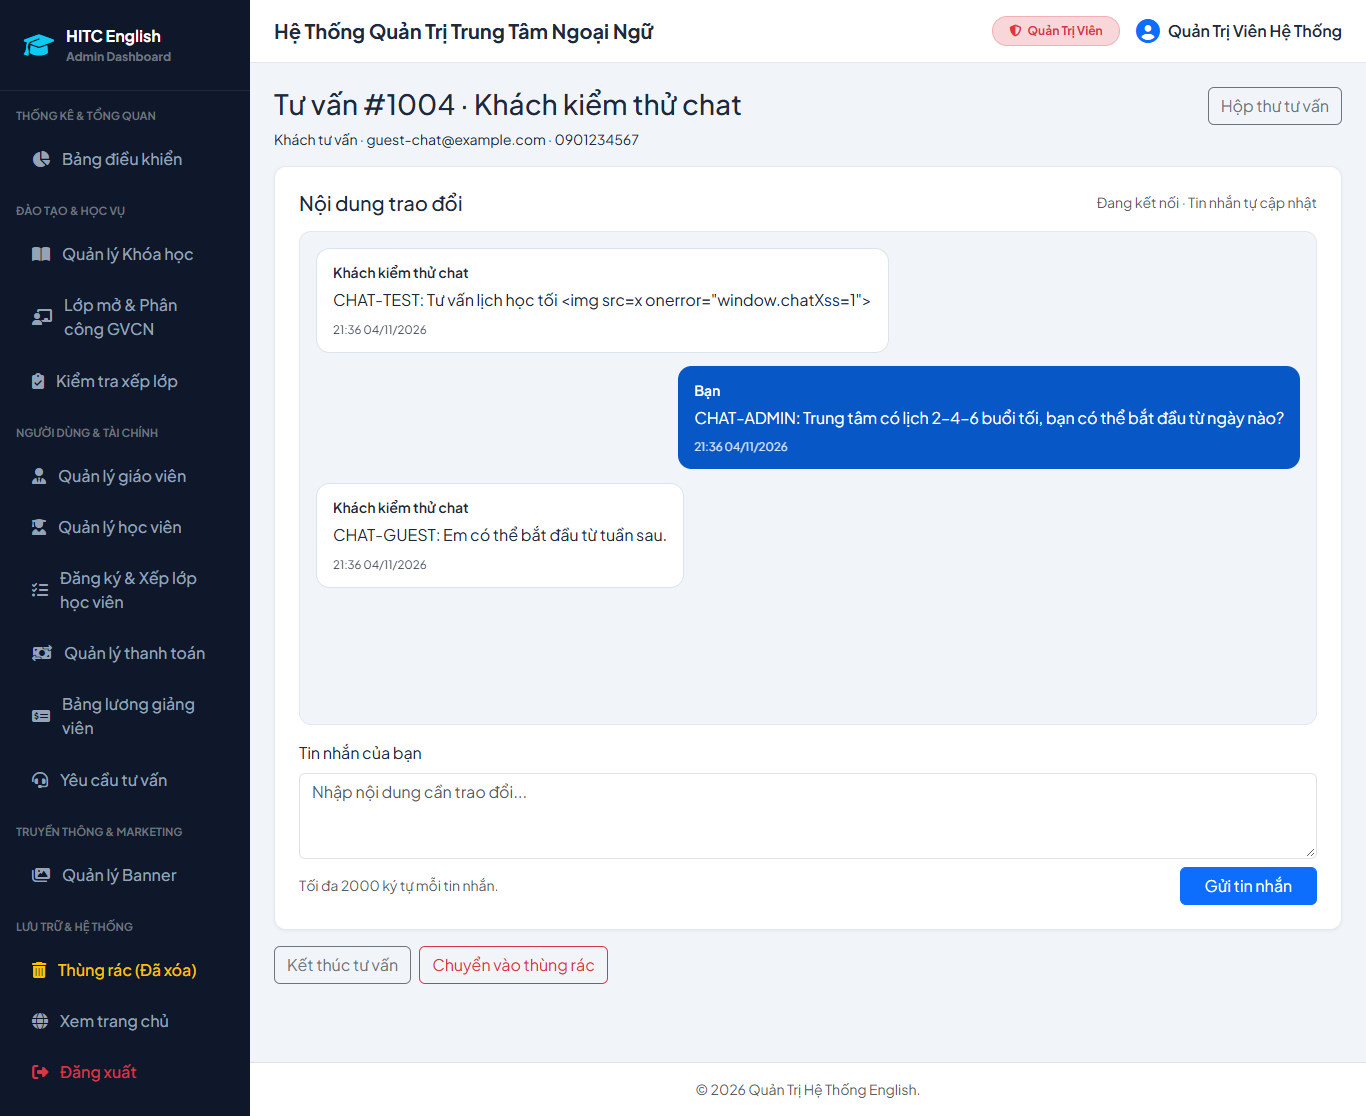 HITC English
Admin Dashboard
THỐNG KÊ & TỔNG QUAN
Bảng điều khiển
ĐÀO TẠO & HỌC VỤ
Quản lý Khóa học
Lớp mở & Phân
công GVCN
Kiểm tra xếp lớp
NGƯỜI DÙNG & TÀI CHÍNH
Quản lý giáo viên
Quản lý học viên
Đăng ký & Xếp lớp
học viên
Quản lý thanh toán
Bảng lương giảng
viên
Yêu cầu tư vấn
TRUYỀN THÔNG & MARKETING
Quản lý Banner
LƯU TRỮ & HỆ THỐNG
Thùng rác (Đã xóa)
Xem trang chủ
Đăng xuất
Hệ Thống Quản Trị Trung Tâm Ngoại Ngữ
Quản Trị Viên
Quản Trị Viên Hệ Thống
Tư vấn #1004 · Khách kiểm thử chat
Hộp thư tư vấn
Khách tư vấn · guest-chat@example.com · 0901234567
Nội dung trao đổi
Đang kết nối · Tin nhắn tự cập nhật
Khách kiểm thử chat
CHAT-TEST: Tư vấn lịch học tối <img src=x onerror="window.chatXss=1">
21:36 04/11/2026
Bạn
CHAT-ADMIN: Trung tâm có lịch 2-4-6 buổi tối, bạn có thể bắt đầu từ ngày nào?
21:36 04/11/2026
Khách kiểm thử chat
CHAT-GUEST: Em có thể bắt đầu từ tuần sau.
21:36 04/11/2026
Tin nhắn của bạn
Nhập nội dung cần trao đổi...
Tối đa 2000 ký tự mỗi tin nhắn.
Gửi tin nhắn
Kết thúc tư vấn
Chuyển vào thùng rác
© 2026 Quản Trị Hệ Thống English.